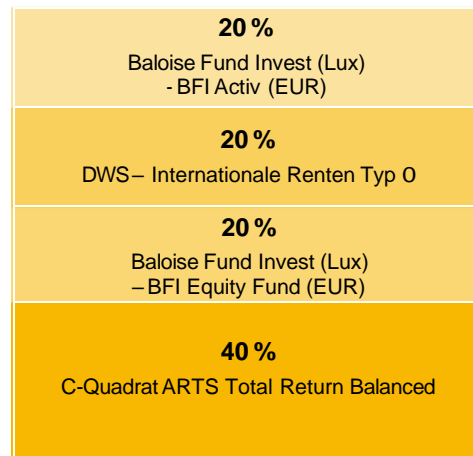 20 %
Baloise Fund Invest (Lux)
- BFI Activ (EUR)
20 %
DWS – Internationale Renten Typ O
20 %
Baloise Fund Invest (Lux)
– BFI Equity Fund (EUR)
40 %
C-Quadrat ARTS Total Return Balanced